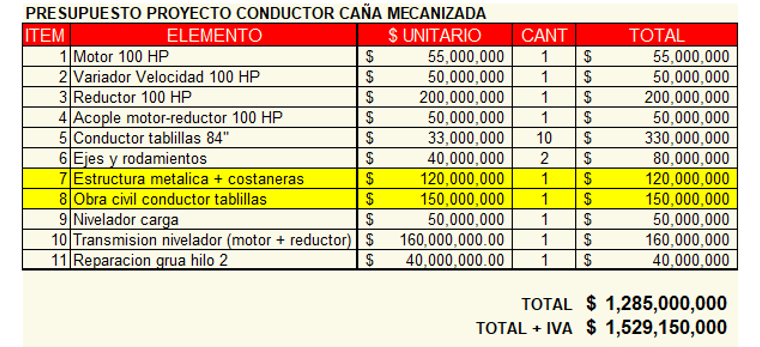 PRESUPUESTO PROYECTO CONDUCTOR CAÑA MECANIZADA
ITEM ELEMENTO $ UNITARIO CANT TOTAL
1 Motor 100 HP $ 55,000,000 1 $ 55,000,000
2 Variador Velocidad 100 HP $ 50,000,000 1 $ 50,000,000
3 Reductor 100 HP $ 200,000,000 1 $ 200,000,000
4 Acople motor-reductor 100 HP $ 50,000,000 1 $ 50,000,000
5 Conductor tablillas 84" $ 33,000,000 10 $ 330,000,000
6 Ejes y rodamientos $ 40,000,000 2 $ 80,000,000
7 Estructura metalica + costaneras $ 120,000,000 1 $ 120,000,000
8 Obra civil conductor tablillas $ 150,000,000 1 $ 150,000,000
9 Nivelador carga $ 50,000,000 1 $ 50,000,000
10 Transmision nivelador (motor + reductor) $ 160,000,000.00 1 $ 160,000,000
11 Reparacion grua hilo 2 $ 40,000,000.00 1 $ 40,000,000
TOTAL $ 1,285,000,000
TOTAL + IVA $ 1,529,150,000